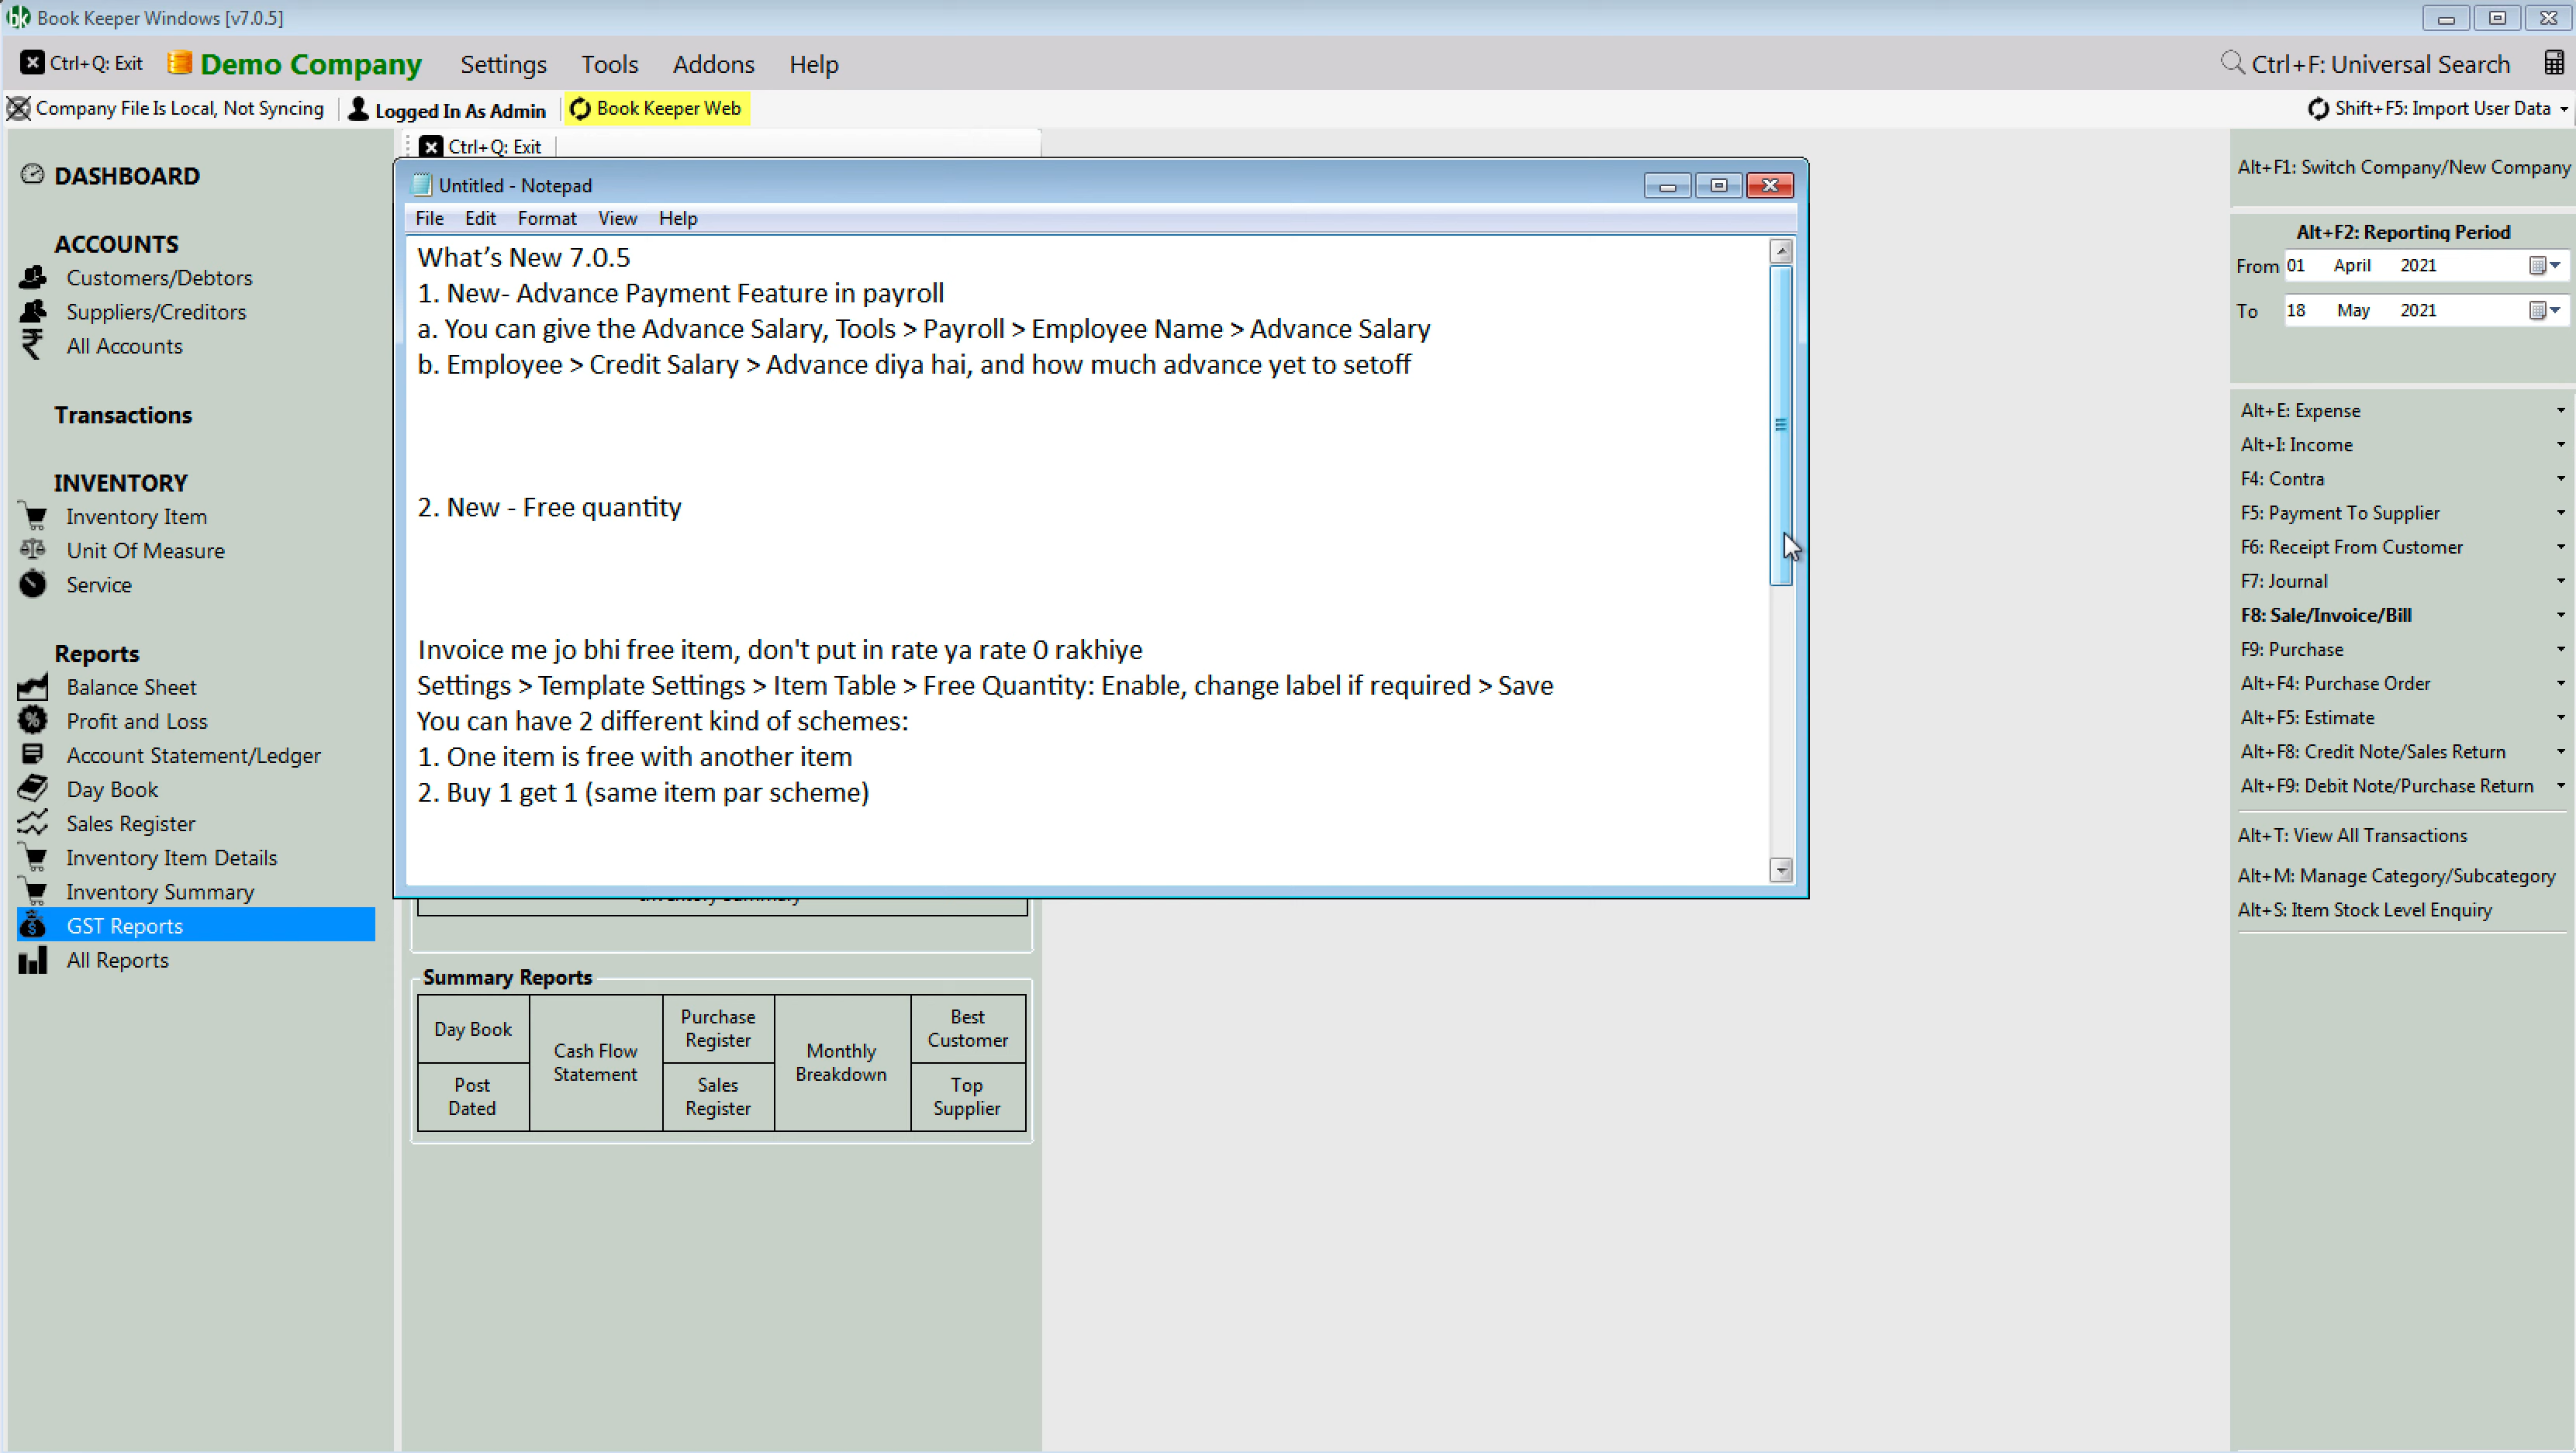 Book Keeper Windows [v7.0.5]
Ctrl+Q: Exit Demo Company Settings Tools Addons Help Ctrl+F: Universal Search
Company File Is Local, Not Syncing Logged In As Admin Book Keeper Web Shift+F5: Import User Data
DASHBOARD
ACCOUNTS
Customers/Debtors
Suppliers/Creditors
All Accounts
Transactions
INVENTORY
Inventory Item
Unit Of Measure
Service
Reports
Balance Sheet
Profit and Loss
Account Statement/Ledger
Day Book
Sales Register
Inventory Item Details
Inventory Summary
GST Reports
All Reports
Ctrl+Q: Exit
Untitled - Notepad
File Edit Format View Help
What’s New 7.0.5
1. New- Advance Payment Feature in payroll
a. You can give the Advance Salary, Tools > Payroll > Employee Name > Advance Salary
b. Employee > Credit Salary > Advance diya hai, and how much advance yet to setoff
2. New - Free quantity
Invoice me jo bhi free item, don't put in rate ya rate 0 rakhiye
Settings > Template Settings > Item Table > Free Quantity: Enable, change label if required > Save
You can have 2 different kind of schemes:
1. One item is free with another item
2. Buy 1 get 1 (same item par scheme)
Summary Reports
Day Book
Post
Dated
Cash Flow
Statement
Purchase
Register
Sales
Register
Monthly
Breakdown
Best
Customer
Top
Supplier
Alt+F1: Switch Company/New Company
Alt+F2: Reporting Period
From 01 April 2021
To 18 May 2021
Alt+E: Expense
Alt+I: Income
F4: Contra
F5: Payment To Supplier
F6: Receipt From Customer
F7: Journal
F8: Sale/Invoice/Bill
F9: Purchase
Alt+F4: Purchase Order
Alt+F5: Estimate
Alt+F8: Credit Note/Sales Return
Alt+F9: Debit Note/Purchase Return
Alt+T: View All Transactions
Alt+M: Manage Category/Subcategory
Alt+S: Item Stock Level Enquiry